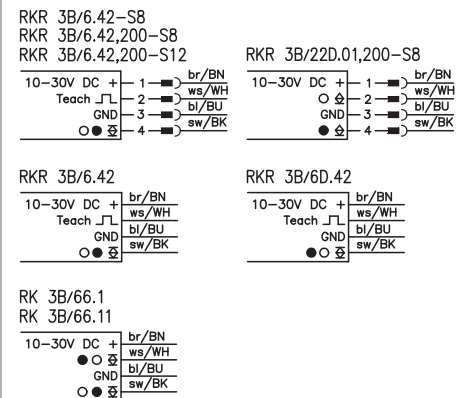 RKR 3B/6.42-S8
RKR 3B/6.42,200-S8
RKR 3B/6.42,200-S12
10-30V DC + 1 br/BN
Teach 2 ws/WH
GND 3 bl/BU
4 sw/BK
RKR 3B/22D.01,200-S8
10-30V DC + 1 br/BN
2 ws/WH
GND 3 bl/BU
4 sw/BK
RKR 3B/6.42
10-30V DC + br/BN
Teach ws/WH
GND bl/BU
sw/BK
RKR 3B/6D.42
10-30V DC + br/BN
Teach ws/WH
GND bl/BU
sw/BK
RK 3B/66.1
RK 3B/66.11
10-30V DC + br/BN
ws/WH
GND bl/BU
sw/BK